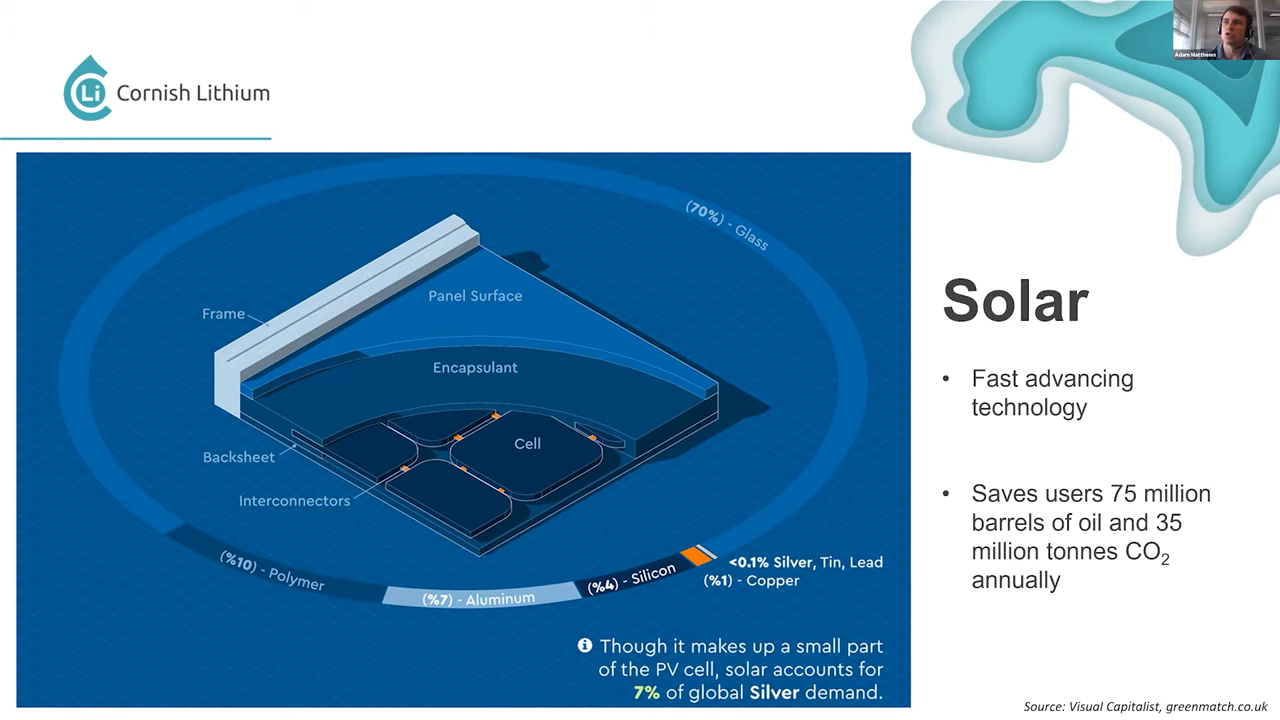 Adam Matthews
Li
Cornish Lithium
(70%) - Glass
Panel Surface
Frame
Encapsulant
Cell
Backsheet
Interconnectors
(%10) - Polymer
(%7) - Aluminum
(%4) - Silicon
<0.1% Silver, Tin, Lead
(%1) - Copper
Though it makes up a small part
of the PV cell, solar accounts for
7% of global Silver demand.
Solar
• Fast advancing
technology
• Saves users 75 million
barrels of oil and 35
million tonnes CO₂
annually
Source: Visual Capitalist, greenmatch.co.uk